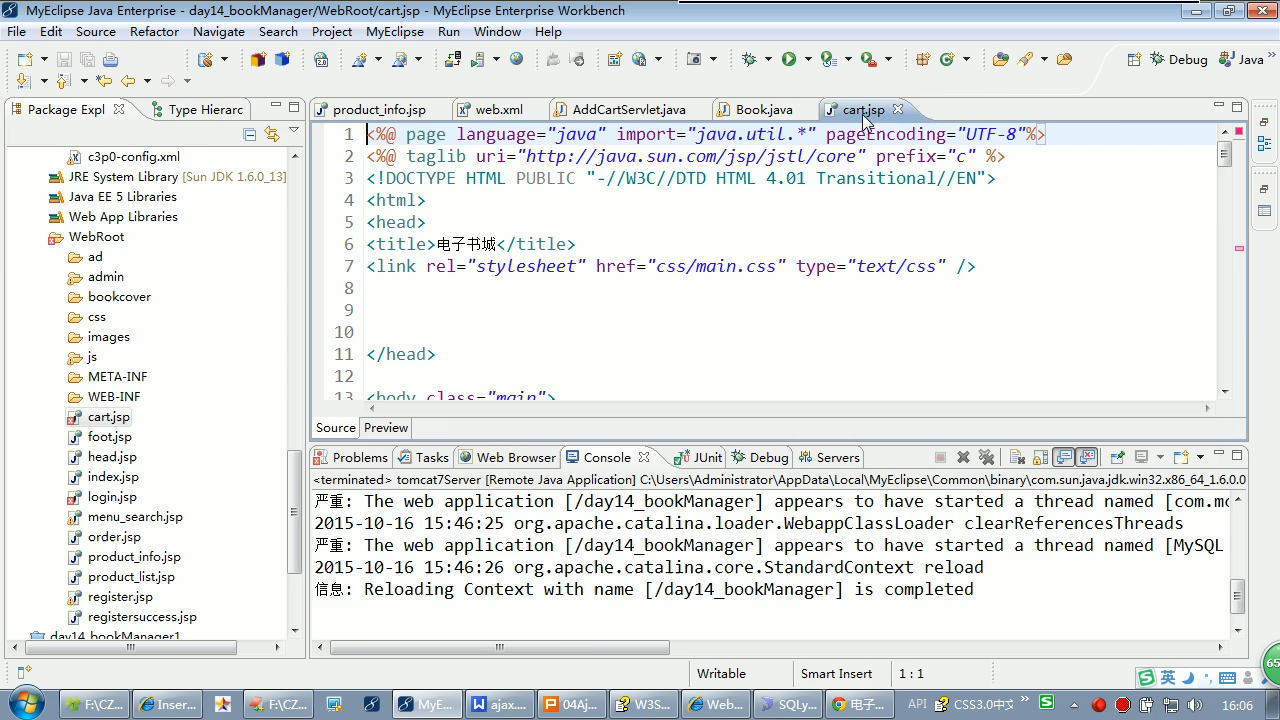 MyEclipse Java Enterprise - day14_bookManager/WebRoot/cart.jsp - MyEclipse Enterprise Workbench
File Edit Source Refactor Navigate Search Project MyEclipse Run Window Help
Debug Java
Package Expl Type Hierarc
c3p0-config.xml
JRE System Library [Sun JDK 1.6.0_13]
Java EE 5 Libraries
Web App Libraries
WebRoot
ad
admin
bookcover
css
images
js
META-INF
WEB-INF
cart.jsp
foot.jsp
head.jsp
index.jsp
login.jsp
menu_search.jsp
order.jsp
product_info.jsp
product_list.jsp
register.jsp
registersuccess.jsp
day14_bookManager1
product_info.jsp web.xml AddCartServlet.java Book.java cart.jsp
1 <%@ page language="java" import="java.util.*" pageEncoding="UTF-8"%>
2 <%@ taglib uri="http://java.sun.com/jsp/jstl/core" prefix="c" %>
3 <!DOCTYPE HTML PUBLIC "-//W3C//DTD HTML 4.01 Transitional//EN">
4 <html>
5 <head>
6 <title>电子书城</title>
7 <link rel="stylesheet" href="css/main.css" type="text/css" />
8
9
10
11 </head>
12
13 <body class="main">
Source Preview
Problems Tasks Web Browser Console JUnit Debug Servers
<terminated> tomcat7Server [Remote Java Application] C:\Users\Administrator\AppData\Local\MyEclipse\Common\binary\com.sun.java.jdk.win32.x86_64_1.6.0.0
严重: The web application [/day14_bookManager] appears to have started a thread named [com.mc
2015-10-16 15:46:25 org.apache.catalina.loader.WebappClassLoader clearReferencesThreads
严重: The web application [/day14_bookManager] appears to have started a thread named [MySQL
2015-10-16 15:46:26 org.apache.catalina.core.StandardContext reload
信息: Reloading Context with name [/day14_bookManager] is completed
Writable Smart Insert 1 : 1
65
英
F:\CZ... Inser... F:\CZ... MyE... ajax.... 04Aj... W3S... Web... SQLy... 电子... API CSS3.0中文 16:06